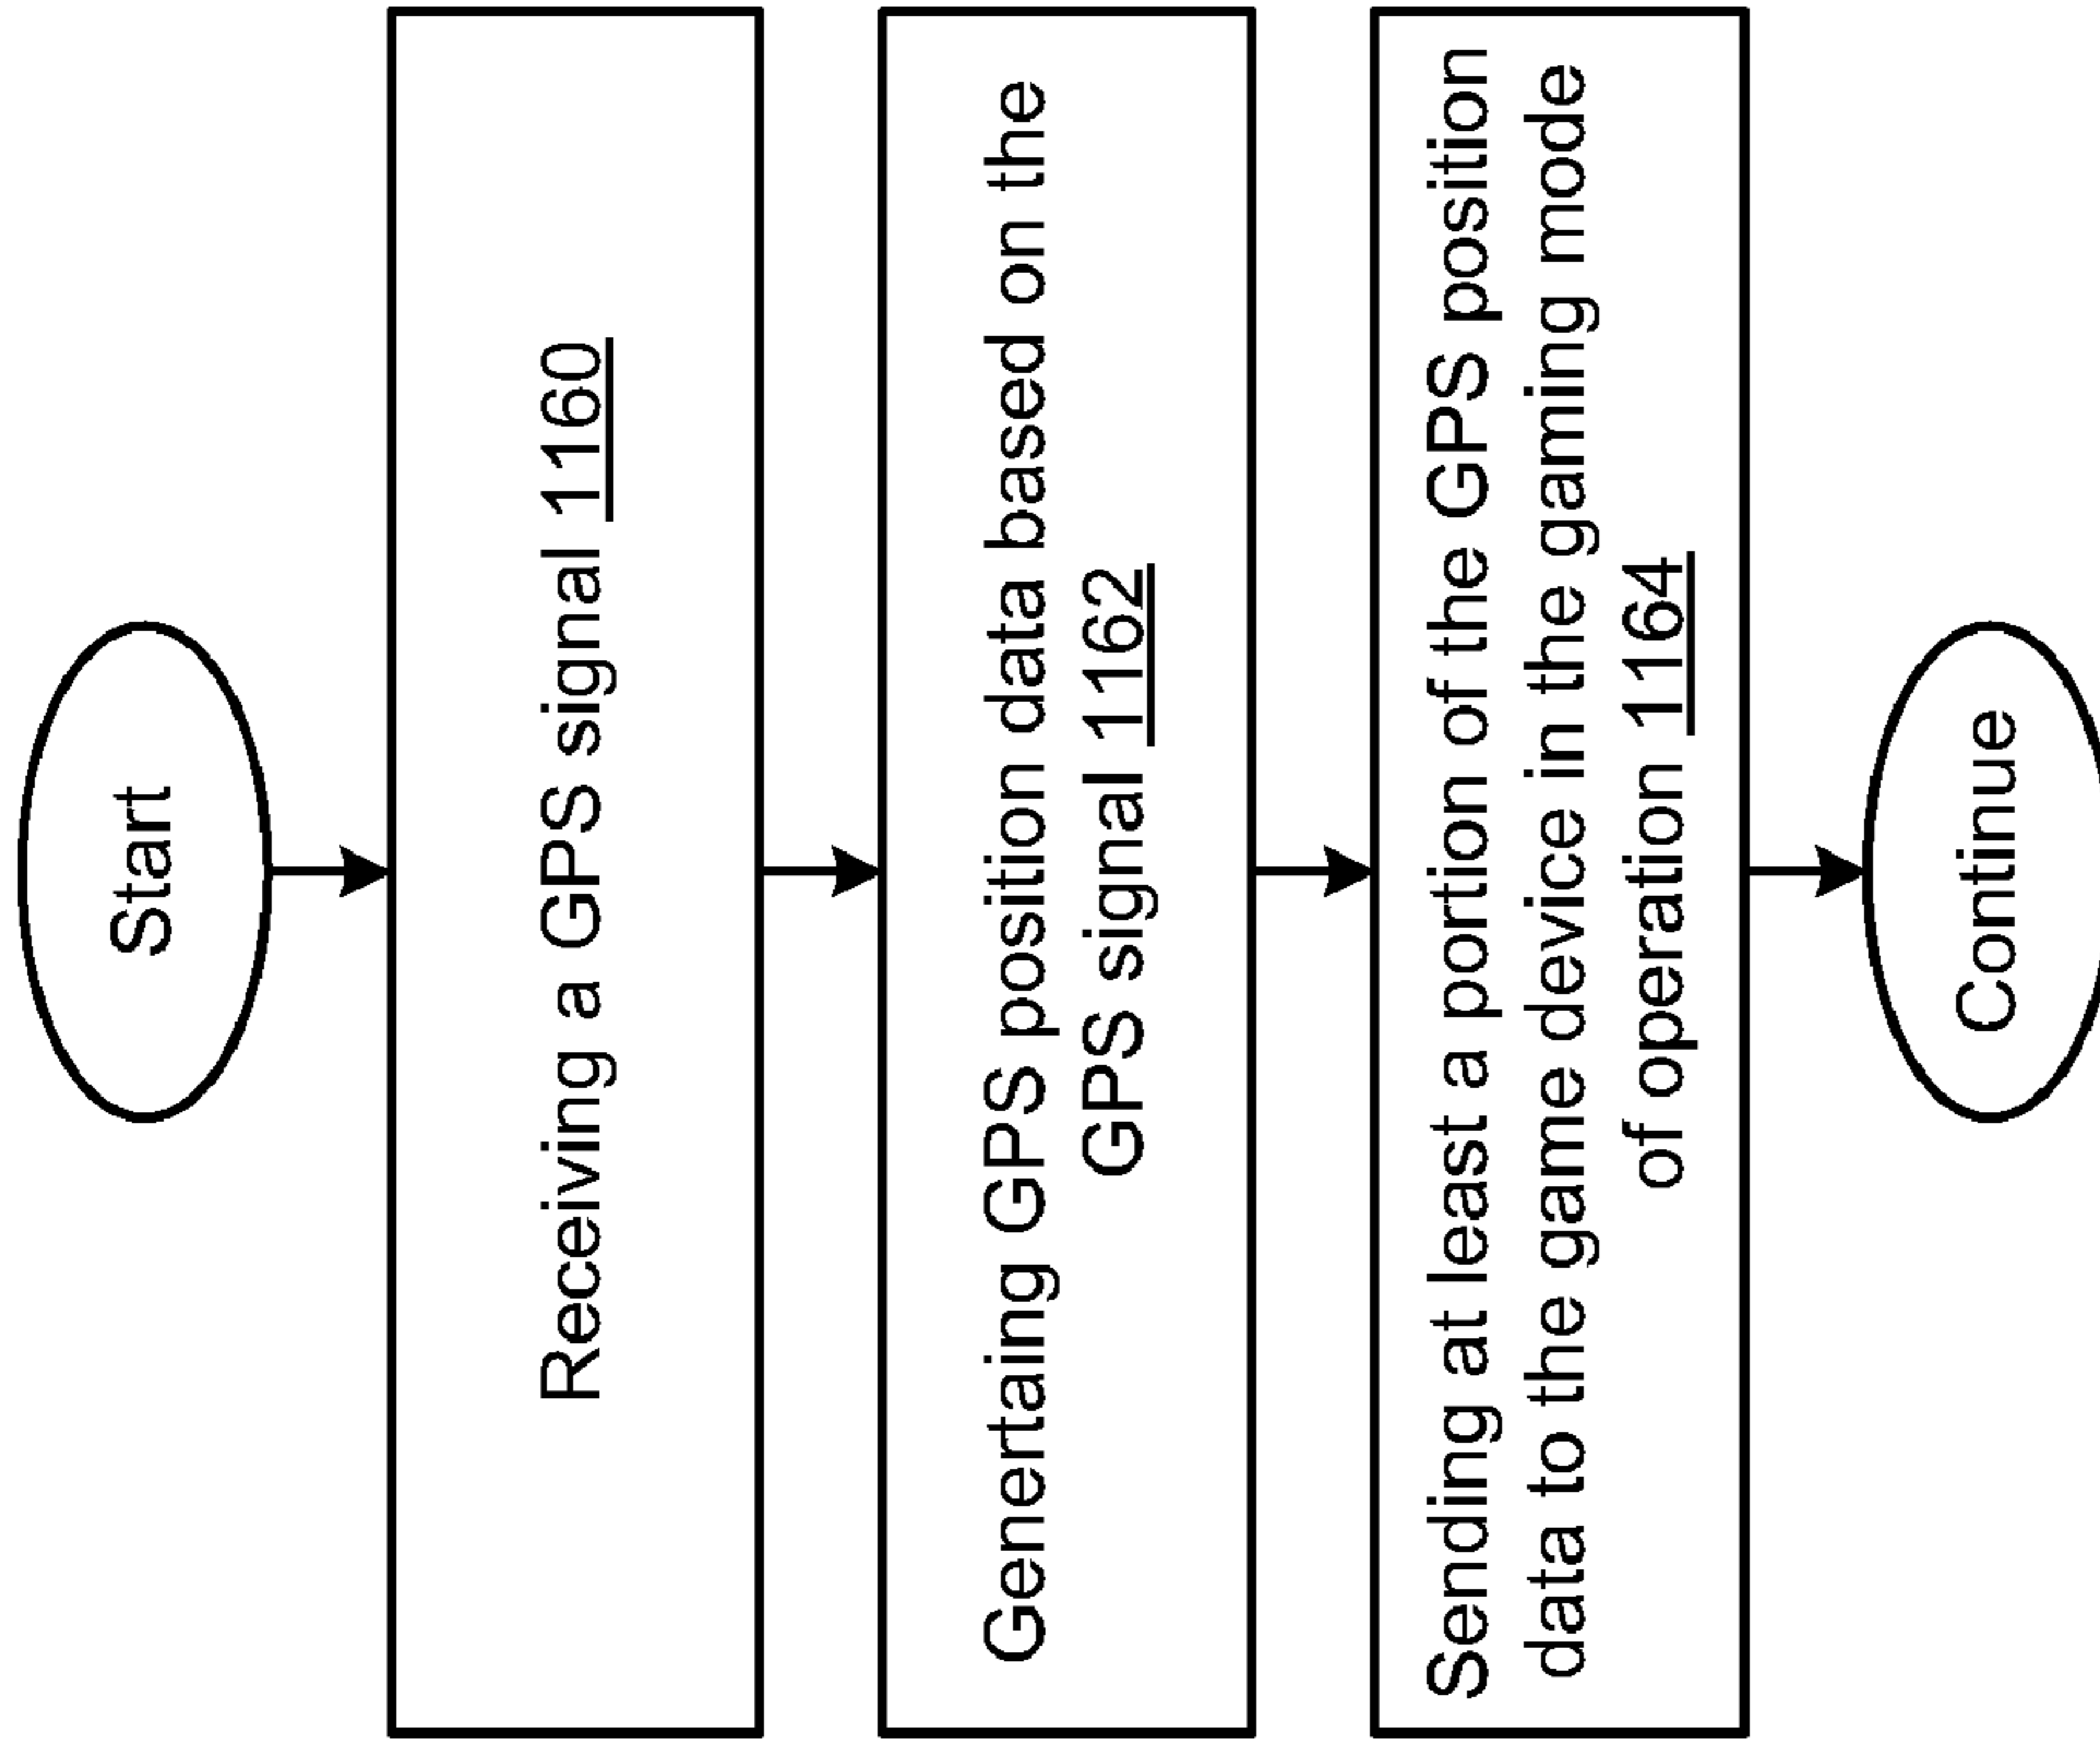 Start
Receiving a GPS signal 1160
Genertaing GPS position data based on the
GPS signal 1162
Sending at least a portion of the GPS position
data to the game device in the gaming mode
of operation 1164
Continue